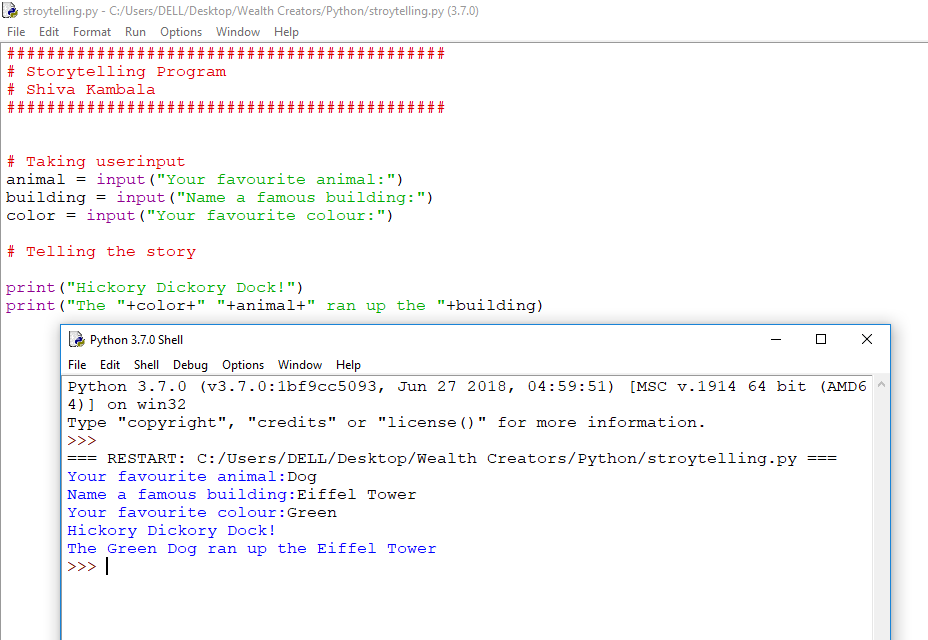 stroytelling.py - C:/Users/DELL/Desktop/Wealth Creators/Python/stroytelling.py (3.7.0)
File Edit Format Run Options Window Help
############################################
# Storytelling Program
# Shiva Kambala
############################################
# Taking userinput
animal = input("Your favourite animal:")
building = input("Name a famous building:")
color = input("Your favourite colour:")
# Telling the story
print("Hickory Dickory Dock!")
print("The "+color+" "+animal+" ran up the "+building)
Python 3.7.0 Shell
File Edit Shell Debug Options Window Help
Python 3.7.0 (v3.7.0:1bf9cc5093, Jun 27 2018, 04:59:51) [MSC v.1914 64 bit (AMD6
4)] on win32
Type "copyright", "credits" or "license()" for more information.
>>>
=== RESTART: C:/Users/DELL/Desktop/Wealth Creators/Python/stroytelling.py ===
Your favourite animal:Dog
Name a famous building:Eiffel Tower
Your favourite colour:Green
Hickory Dickory Dock!
The Green Dog ran up the Eiffel Tower
>>>